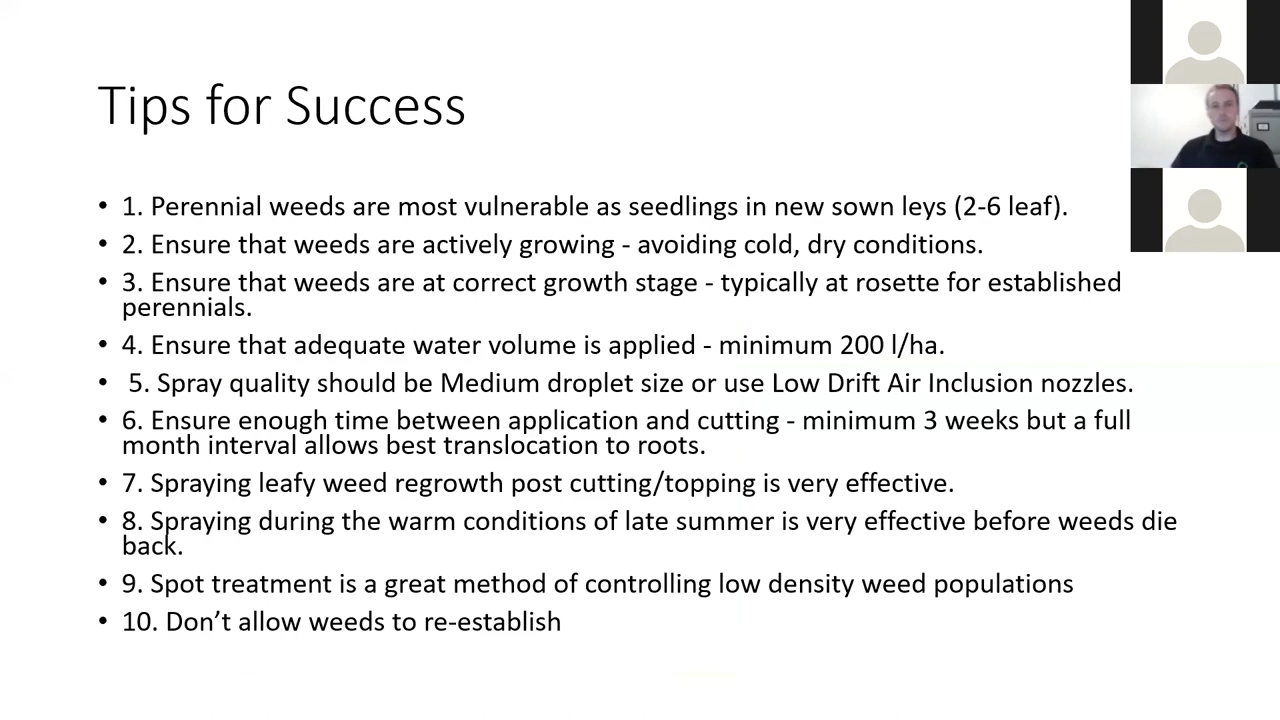 Tips for Success
• 1. Perennial weeds are most vulnerable as seedlings in new sown leys (2-6 leaf).
• 2. Ensure that weeds are actively growing - avoiding cold, dry conditions.
• 3. Ensure that weeds are at correct growth stage - typically at rosette for established
perennials.
• 4. Ensure that adequate water volume is applied - minimum 200 l/ha.
• 5. Spray quality should be Medium droplet size or use Low Drift Air Inclusion nozzles.
• 6. Ensure enough time between application and cutting - minimum 3 weeks but a full
month interval allows best translocation to roots.
• 7. Spraying leafy weed regrowth post cutting/topping is very effective.
• 8. Spraying during the warm conditions of late summer is very effective before weeds die
back.
• 9. Spot treatment is a great method of controlling low density weed populations
• 10. Don’t allow weeds to re-establish